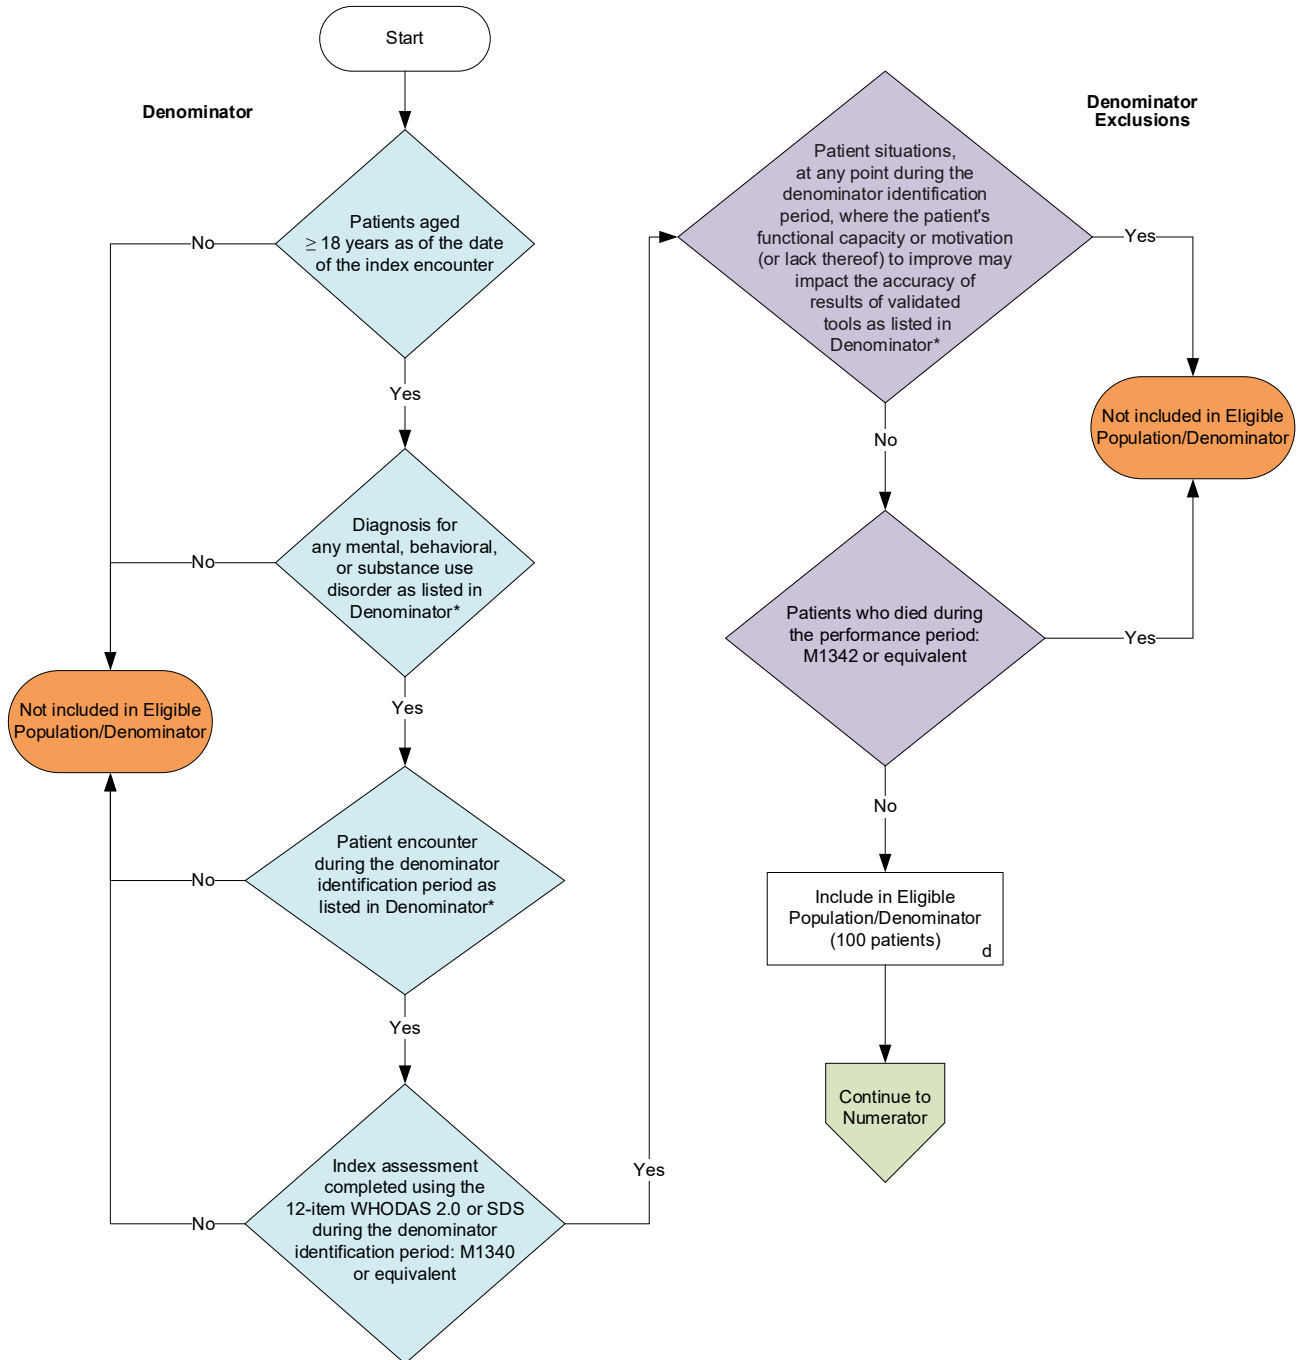 Start
Denominator
Patients aged
≥ 18 years as of the date
of the index encounter
No
Yes
Diagnosis for
any mental, behavioral,
or substance use
disorder as listed in
Denominator*
No
Yes
Not included in Eligible
Population/Denominator
Patient encounter
during the denominator
identification period as
listed in Denominator*
No
Yes
Index assessment
completed using the
12-item WHODAS 2.0 or SDS
during the denominator
identification period: M1340
or equivalent
No
Yes
Denominator
Exclusions
Patient situations,
at any point during the
denominator identification
period, where the patient's
functional capacity or motivation
(or lack thereof) to improve may
impact the accuracy of
results of validated
tools as listed in
Denominator*
Yes
No
Not included in Eligible
Population/Denominator
Patients who died during
the performance period:
M1342 or equivalent
Yes
No
Include in Eligible
Population/Denominator
(100 patients)
d
Continue to
Numerator